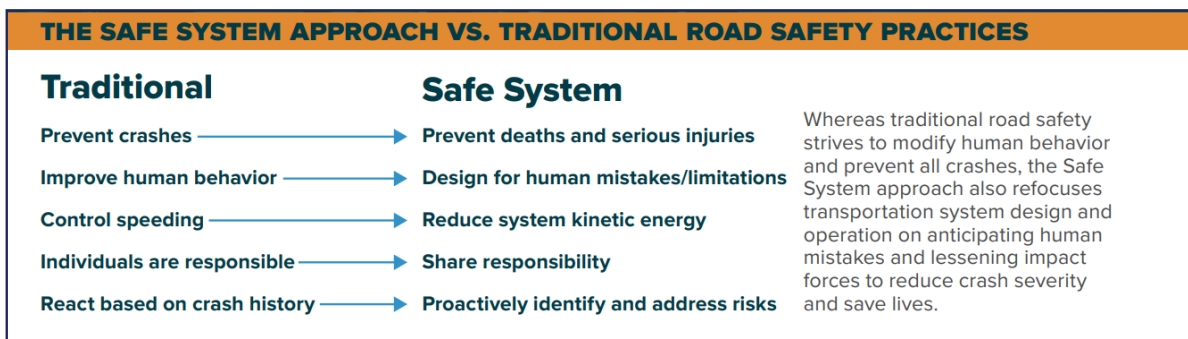 THE SAFE SYSTEM APPROACH VS. TRADITIONAL ROAD SAFETY PRACTICES
Traditional
Safe System
Prevent crashes
Prevent deaths and serious injuries
Improve human behavior
Design for human mistakes/limitations
Control speeding
Reduce system kinetic energy
Individuals are responsible
Share responsibility
React based on crash history
Proactively identify and address risks
Whereas traditional road safety
strives to modify human behavior
and prevent all crashes, the Safe
System approach also refocuses
transportation system design and
operation on anticipating human
mistakes and lessening impact
forces to reduce crash severity
and save lives.